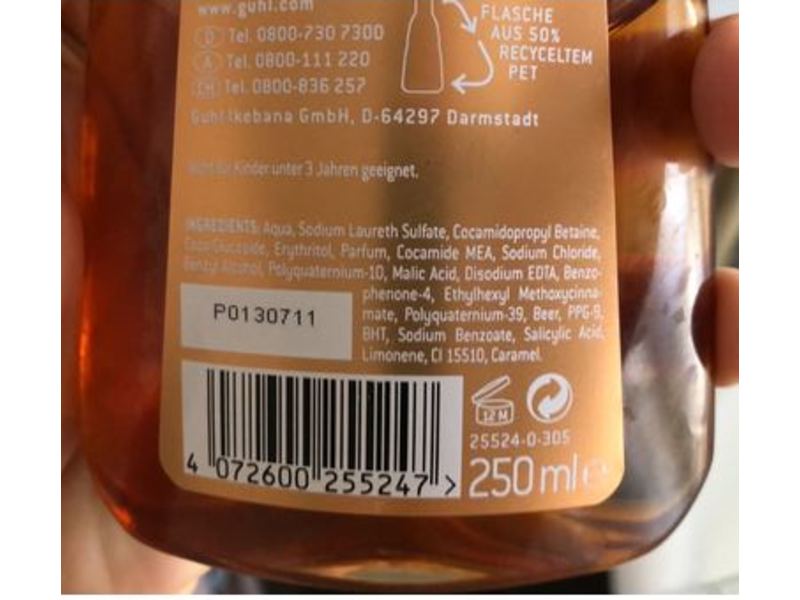 www.guhl.com
D Tel. 0800-730 7300
A Tel. 0800-111 220
CH Tel. 0800-836 257
Guhl Ikebana GmbH, D-64297 Darmstadt
FLASCHE
AUS 50%
RECYCELTEM
PET
Nicht für Kinder unter 3 Jahren geeignet.
INGREDIENTS: Aqua, Sodium Laureth Sulfate, Cocamidopropyl Betaine,
Coco-Glucoside, Erythritol, Parfum, Cocamide MEA, Sodium Chloride,
Benzyl Alcohol, Polyquaternium-10, Malic Acid, Disodium EDTA, Benzo-
phenone-4, Ethylhexyl Methoxycinna-
mate, Polyquaternium-39, Beer, PPG-9,
BHT, Sodium Benzoate, Salicylic Acid,
Limonene, CI 15510, Caramel.
P0130711
12 M
25524-0-305
4 072600 255247 >
250 ml e